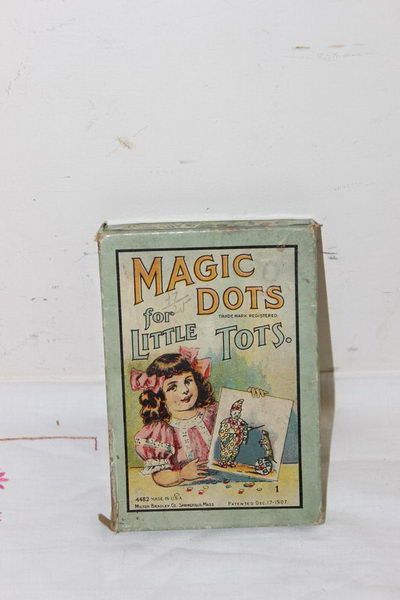 MAGIC
DOTS
TRADE MARK REGISTERED.
for
LITTLE TOTS.
4482 MADE IN U.S.A.
MILTON BRADLEY CO. SPRINGFIELD, MASS.
1
PATENTED DEC. 17-1907.